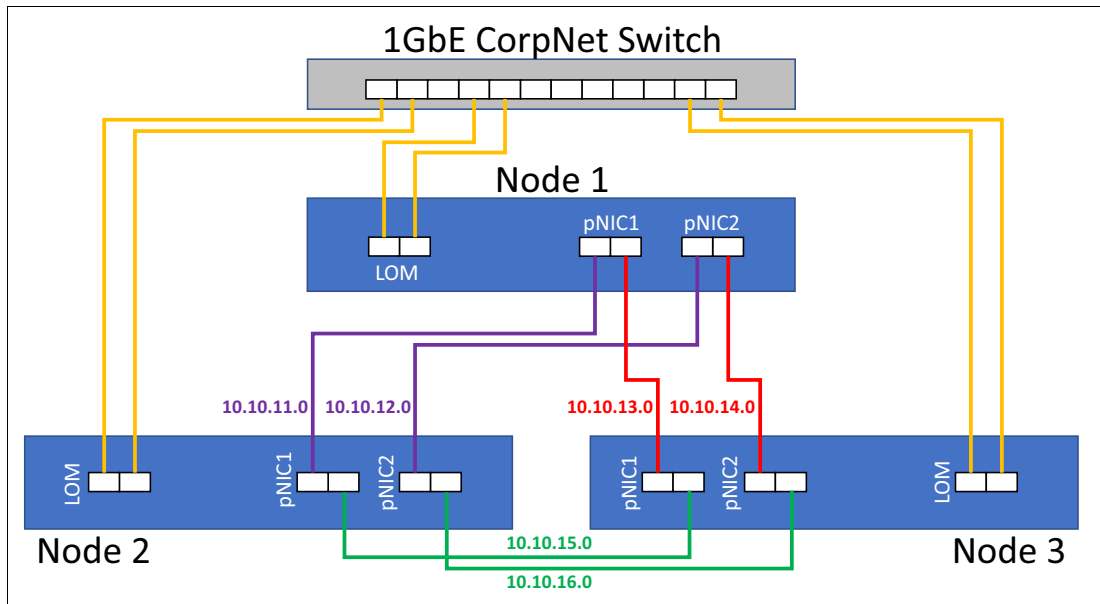 1GbE CorpNet Switch
Node 1
pNIC1 pNIC2
LOM
10.10.11.0 10.10.12.0 10.10.13.0 10.10.14.0
LOM pNIC1 pNIC2 pNIC1 pNIC2 LOM
10.10.15.0
Node 2 Node 3
10.10.16.0